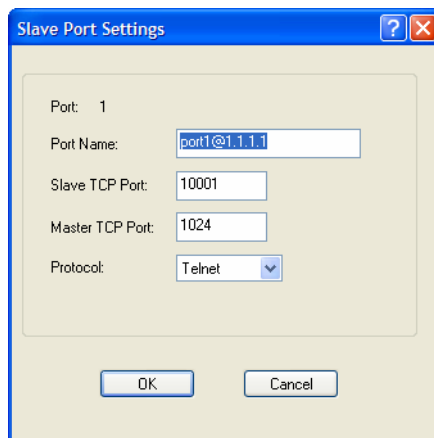 Slave Port Settings
Port: 1
Port Name: port1@1.1.1.1
Slave TCP Port: 10001
Master TCP Port: 1024
Protocol: Telnet
OK Cancel